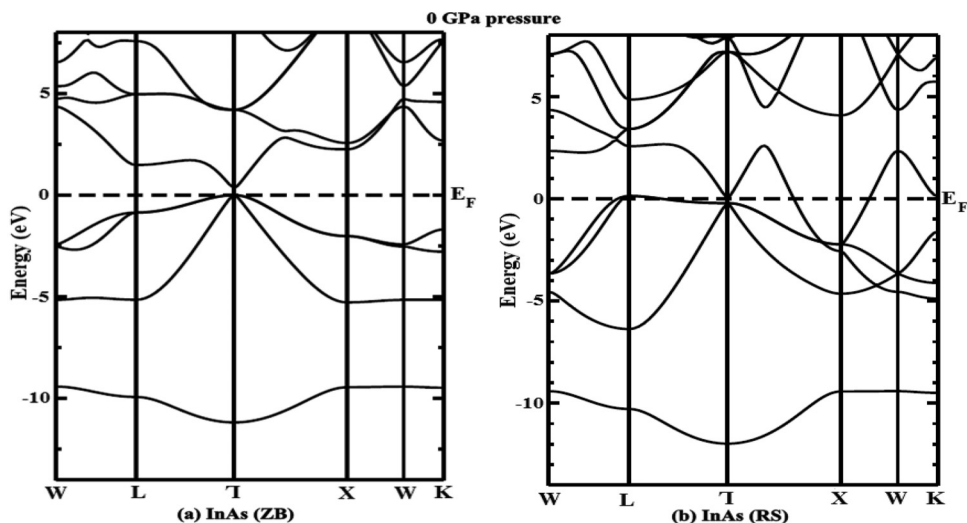 0 GPa pressure
5
0
-5
-10
Energy (eV)
E_F
W L Γ X W K
(a) InAs (ZB)
5
0
-5
-10
Energy (eV)
E_F
W L Γ X W K
(b) InAs (RS)